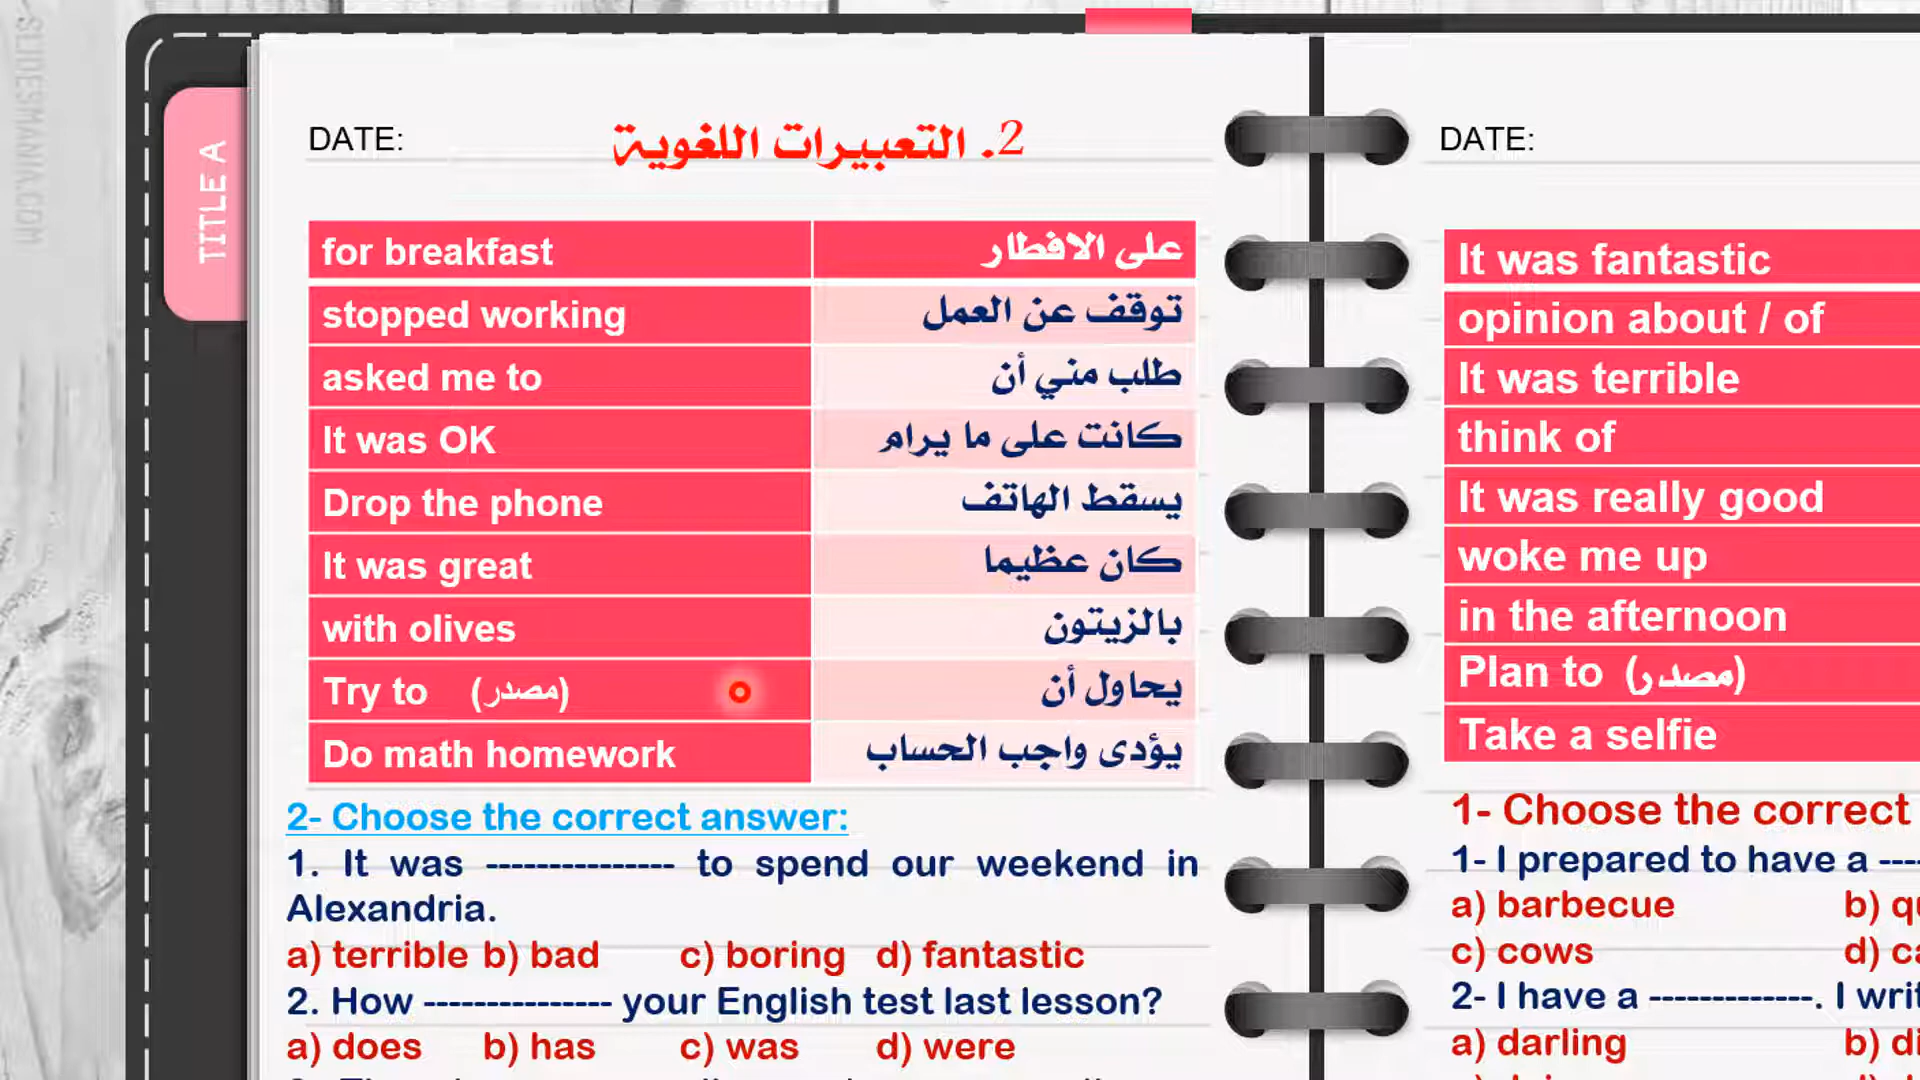 SLIDESMANIA.COM
TITLE A
DATE:
2. التعبيرات اللغوية
for breakfast على الافطار
stopped working توقف عن العمل
asked me to طلب مني أن
It was OK كانت على ما يرام
Drop the phone يسقط الهاتف
It was great كان عظيما
with olives بالزيتون
Try to (مصدر) يحاول أن
Do math homework يؤدى واجب الحساب
2- Choose the correct answer:
1. It was --------------- to spend our weekend in
Alexandria.
a) terrible b) bad c) boring d) fantastic
2. How --------------- your English test last lesson?
a) does b) has c) was d) were
DATE:
It was fantastic
opinion about / of
It was terrible
think of
It was really good
woke me up
in the afternoon
Plan to (مصدر)
Take a selfie
1- Choose the correct
1- I prepared to have a ----
a) barbecue b)
c) cows d)
2- I have a -------------. I
a) darling b)